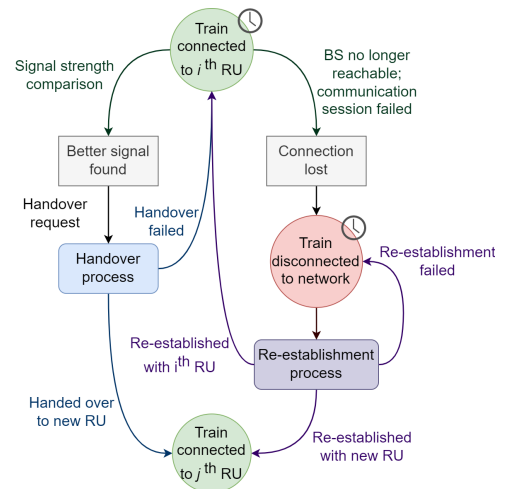 Train
connected
to i th RU
Signal strength
comparison
BS no longer
reachable;
communication
session failed
Better signal
found
Connection
lost
Handover
request
Handover
failed
Handover
process
Train
disconnected
to network
Re-establishment
failed
Re-established
with ith RU
Re-establishment
process
Handed over
to new RU
Train
connected
to j th RU
Re-established
with new RU